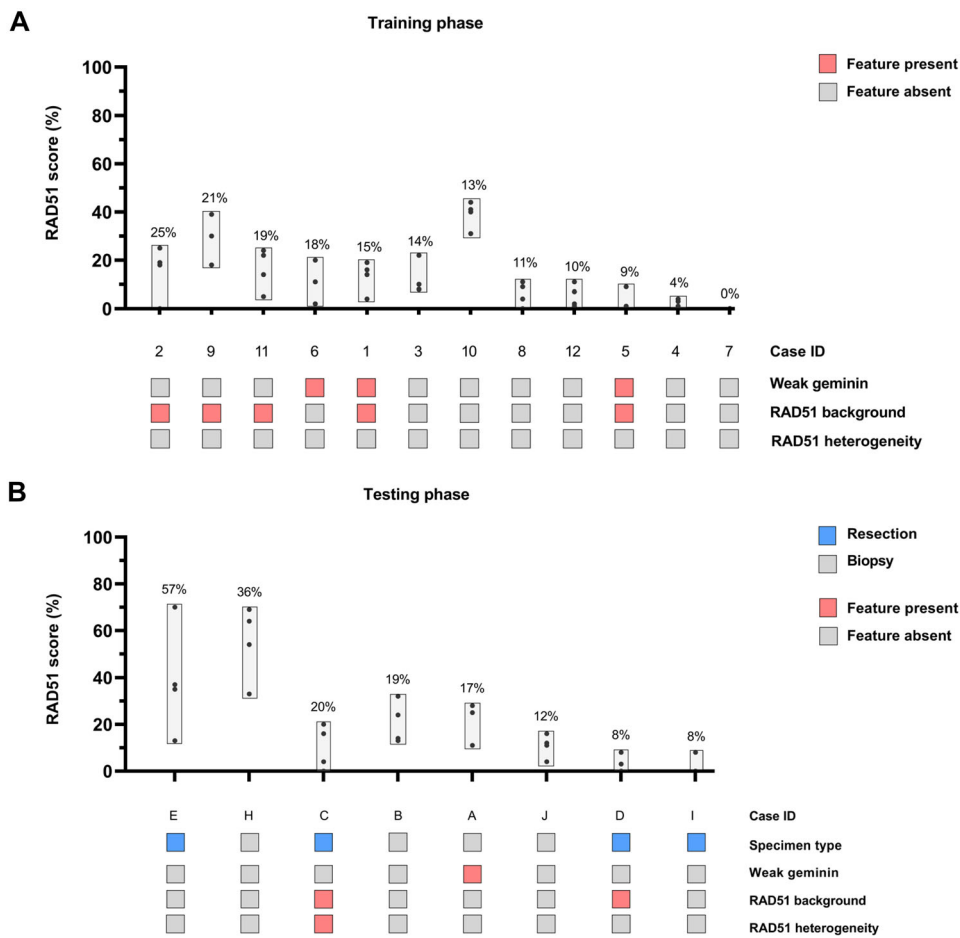 A
Training phase
Feature present
Feature absent
RAD51 score (%)
100
80
60
40
20
0
25%
21%
19%
18%
15%
14%
13%
11%
10%
9%
4%
0%
2 9 11 6 1 3 10 8 12 5 4 7 Case ID
Weak geminin
RAD51 background
RAD51 heterogeneity
B
Testing phase
Resection
Biopsy
Feature present
Feature absent
RAD51 score (%)
100
80
60
40
20
0
57%
36%
20%
19%
17%
12%
8%
8%
E H C B A J D I Case ID
Specimen type
Weak geminin
RAD51 background
RAD51 heterogeneity